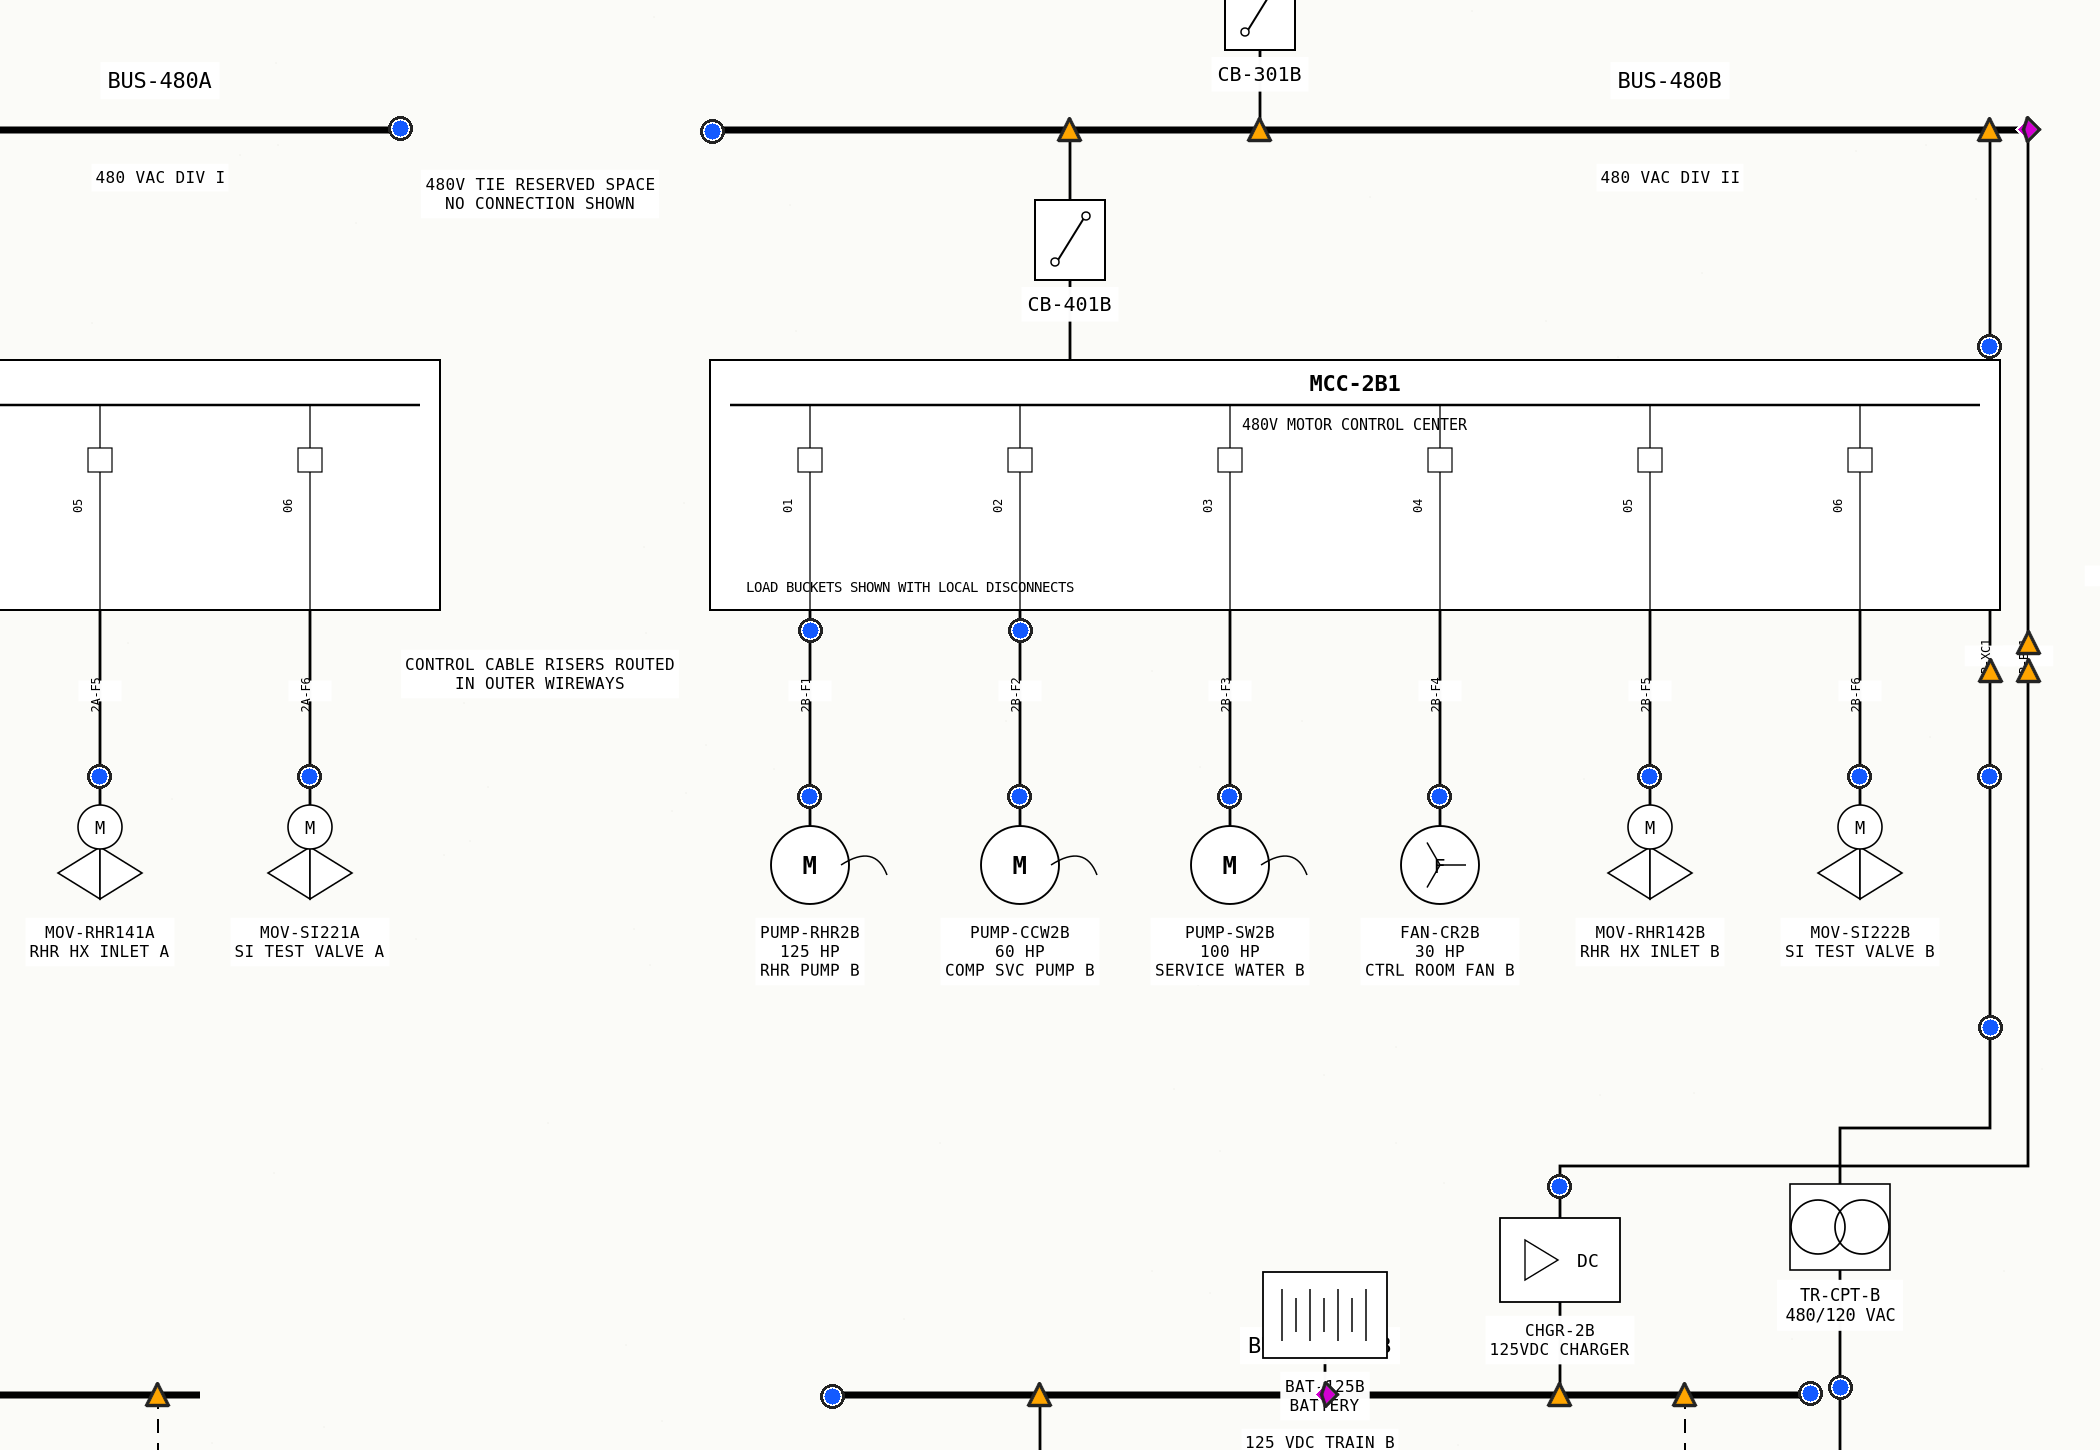 CB-301B
BUS-480A
BUS-480B
480 VAC DIV I
480V TIE RESERVED SPACE
NO CONNECTION SHOWN
480 VAC DIV II
CB-401B
MCC-2B1
480V MOTOR CONTROL CENTER
05
06
01
02
03
04
05
06
LOAD BUCKETS SHOWN WITH LOCAL DISCONNECTS
CONTROL CABLE RISERS ROUTED
IN OUTER WIREWAYS
2A-F5
2A-F6
2B-F1
2B-F2
2B-F3
2B-F4
2B-F5
2B-F6
M
M
M
M
M
F
M
M
MOV-RHR141A
RHR HX INLET A
MOV-SI221A
SI TEST VALVE A
PUMP-RHR2B
125 HP
RHR PUMP B
PUMP-CCW2B
60 HP
COMP SVC PUMP B
PUMP-SW2B
100 HP
SERVICE WATER B
FAN-CR2B
30 HP
CTRL ROOM FAN B
MOV-RHR142B
RHR HX INLET B
MOV-SI222B
SI TEST VALVE B
DC
CHGR-2B
125VDC CHARGER
TR-CPT-B
480/120 VAC
BAT-125B
BATTERY
125 VDC TRAIN B